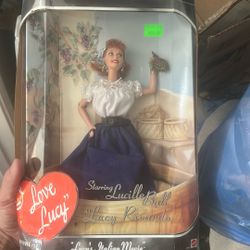 I
Love
Lucy
Starring Lucille Ball
as Lucy Ricardo
"Lucy's Italian Movie"